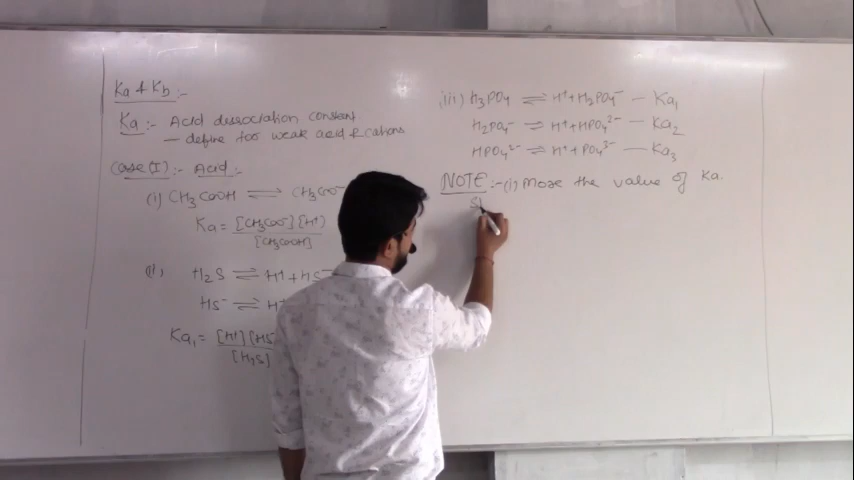 Ka & Kb :-
Ka :- Acid dissociation constant
— define for weak acid & cations
Case (I) :- Acid :-
(i) CH3COOH ⇌ CH3COO-
Ka = [CH3COO-][H+]
[CH3COOH]
(ii) H2S ⇌ H+ + HS-
HS- ⇌ H+
Ka1 = [H+][HS-
[H2S]
(iii) H3PO4 ⇌ H+ + H2PO4- — Ka1
H2PO4- ⇌ H+ + HPO4 2- — Ka2
HPO4 2- ⇌ H+ + PO4 3- — Ka3
NOTE :- (i) More the value of Ka.